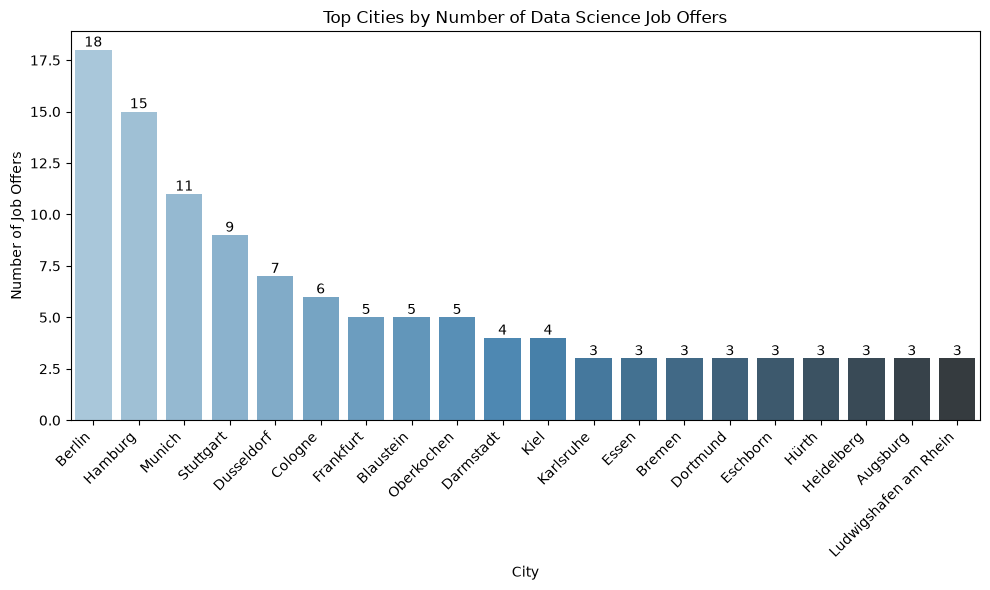 Top Cities by Number of Data Science Job Offers
Number of Job Offers
17.5
15.0
12.5
10.0
7.5
5.0
2.5
0.0
18
15
11
9
7
6
5
5
5
4
4
3
3
3
3
3
3
3
3
3
Berlin
Hamburg
Munich
Stuttgart
Dusseldorf
Cologne
Frankfurt
Blaustein
Oberkochen
Darmstadt
Kiel
Karlsruhe
Essen
Bremen
Dortmund
Eschborn
Hürth
Heidelberg
Augsburg
Ludwigshafen am Rhein
City